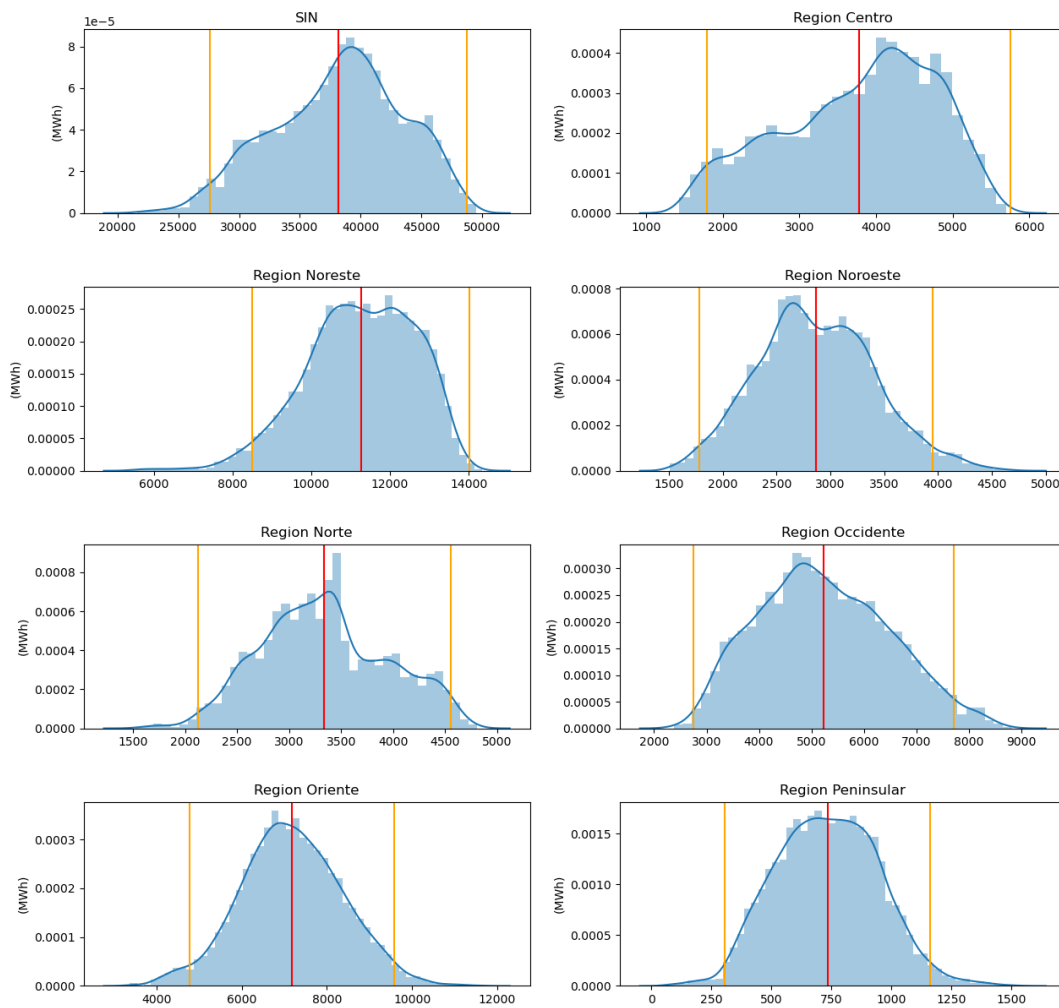 SIN
1e−5
8
6
4
2
0
(MWh)
20000 25000 30000 35000 40000 45000 50000
Region Centro
0.0004
0.0003
0.0002
0.0001
0.0000
(MWh)
1000 2000 3000 4000 5000 6000
Region Noreste
0.00025
0.00020
0.00015
0.00010
0.00005
0.00000
(MWh)
6000 8000 10000 12000 14000
Region Noroeste
0.0008
0.0006
0.0004
0.0002
0.0000
(MWh)
1500 2000 2500 3000 3500 4000 4500 5000
Region Norte
0.0008
0.0006
0.0004
0.0002
0.0000
(MWh)
1500 2000 2500 3000 3500 4000 4500 5000
Region Occidente
0.00030
0.00025
0.00020
0.00015
0.00010
0.00005
0.00000
(MWh)
2000 3000 4000 5000 6000 7000 8000 9000
Region Oriente
0.0003
0.0002
0.0001
0.0000
(MWh)
4000 6000 8000 10000 12000
Region Peninsular
0.0015
0.0010
0.0005
0.0000
(MWh)
0 250 500 750 1000 1250 1500